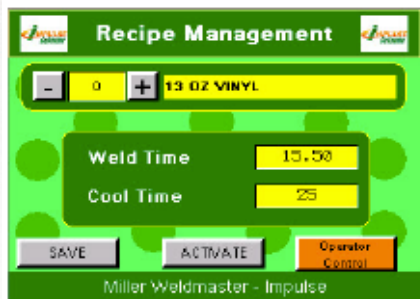 Recipe Management
- 0 + 13 OZ VINYL
Weld Time 15.50
Cool Time 25
SAVE ACTIVATE Operator Control
Miller Weldmaster - Impulse